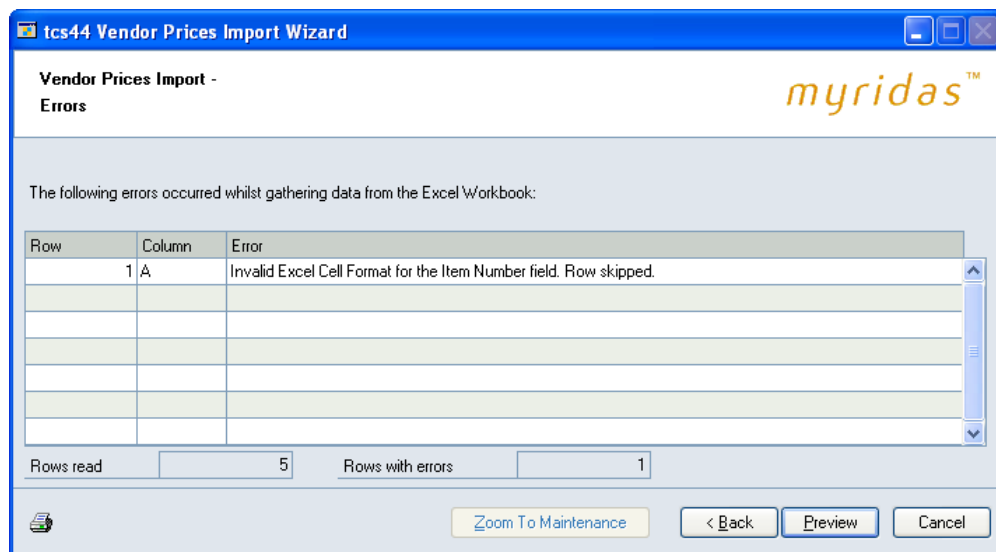 tcs44 Vendor Prices Import Wizard
Vendor Prices Import -
Errors
myridas™
The following errors occurred whilst gathering data from the Excel Workbook:
Row Column Error
1 A Invalid Excel Cell Format for the Item Number field. Row skipped.
Rows read 5 Rows with errors 1
Zoom To Maintenance < Back Preview Cancel